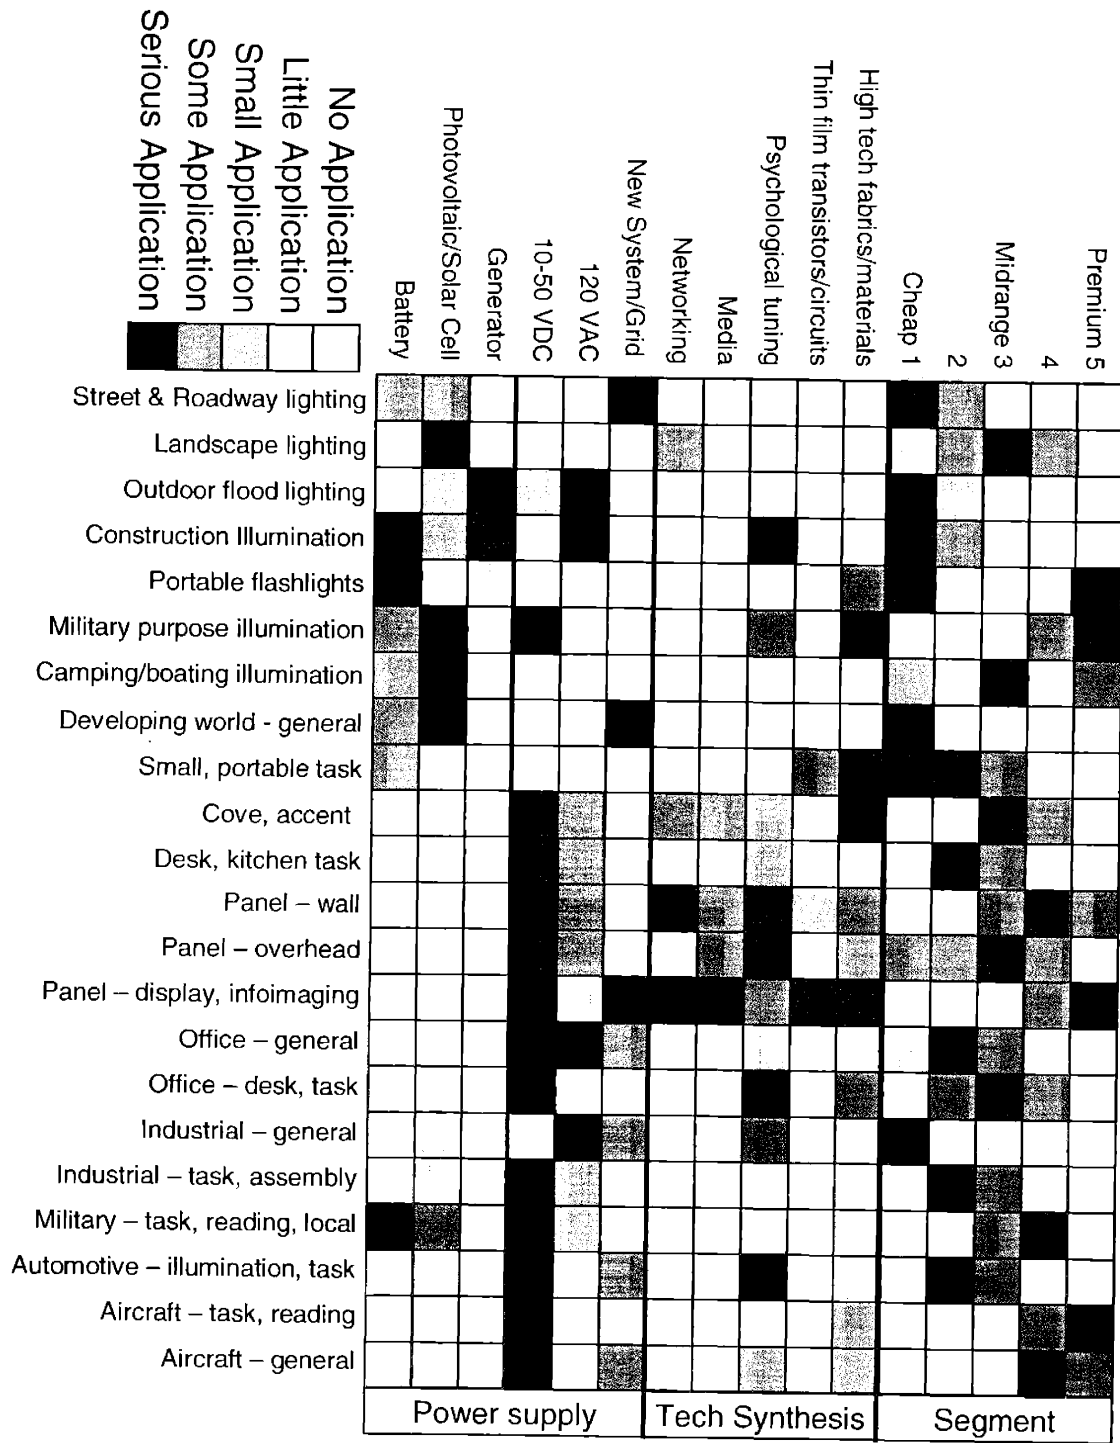 Serious Application
Some Application
Small Application
Little Application
No Application
Battery
Photovoltaic/Solar Cell
Generator
10-50 VDC
120 VAC
New System/Grid
Networking
Media
Psychological tuning
Thin film transistors/circuits
High tech fabrics/materials
Cheap 1
2
Midrange 3
4
Premium 5
Street & Roadway lighting
Landscape lighting
Outdoor flood lighting
Construction Illumination
Portable flashlights
Military purpose illumination
Camping/boating illumination
Developing world - general
Small, portable task
Cove, accent
Desk, kitchen task
Panel – wall
Panel – overhead
Panel – display, infoimaging
Office – general
Office – desk, task
Industrial – general
Industrial – task, assembly
Military – task, reading, local
Automotive – illumination, task
Aircraft – task, reading
Aircraft – general
Power supply
Tech Synthesis
Segment